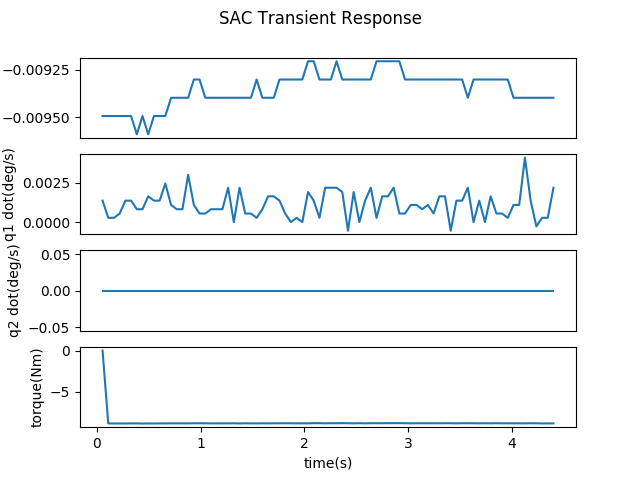 SAC Transient Response
−0.00925
−0.00950
q1 dot(deg/s)
0.0025
0.0000
q2 dot(deg/s)
0.05
0.00
−0.05
torque(Nm)
0
−5
0 1 2 3 4
time(s)